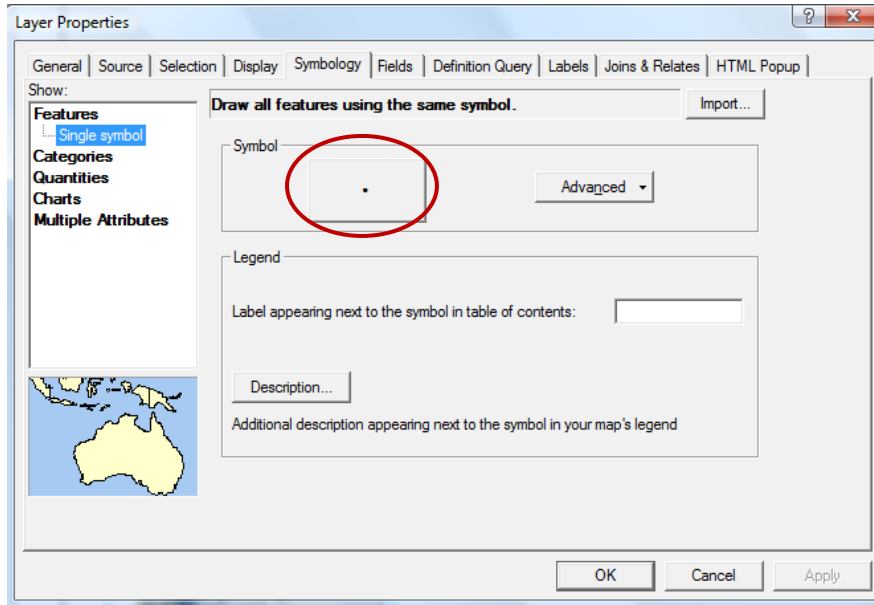 Layer Properties
General Source Selection Display Symbology Fields Definition Query Labels Joins & Relates HTML Popup
Show:
Features
Single symbol
Categories
Quantities
Charts
Multiple Attributes
Draw all features using the same symbol.
Import...
Symbol
Advanced
Legend
Label appearing next to the symbol in table of contents:
Description...
Additional description appearing next to the symbol in your map's legend
OK Cancel Apply